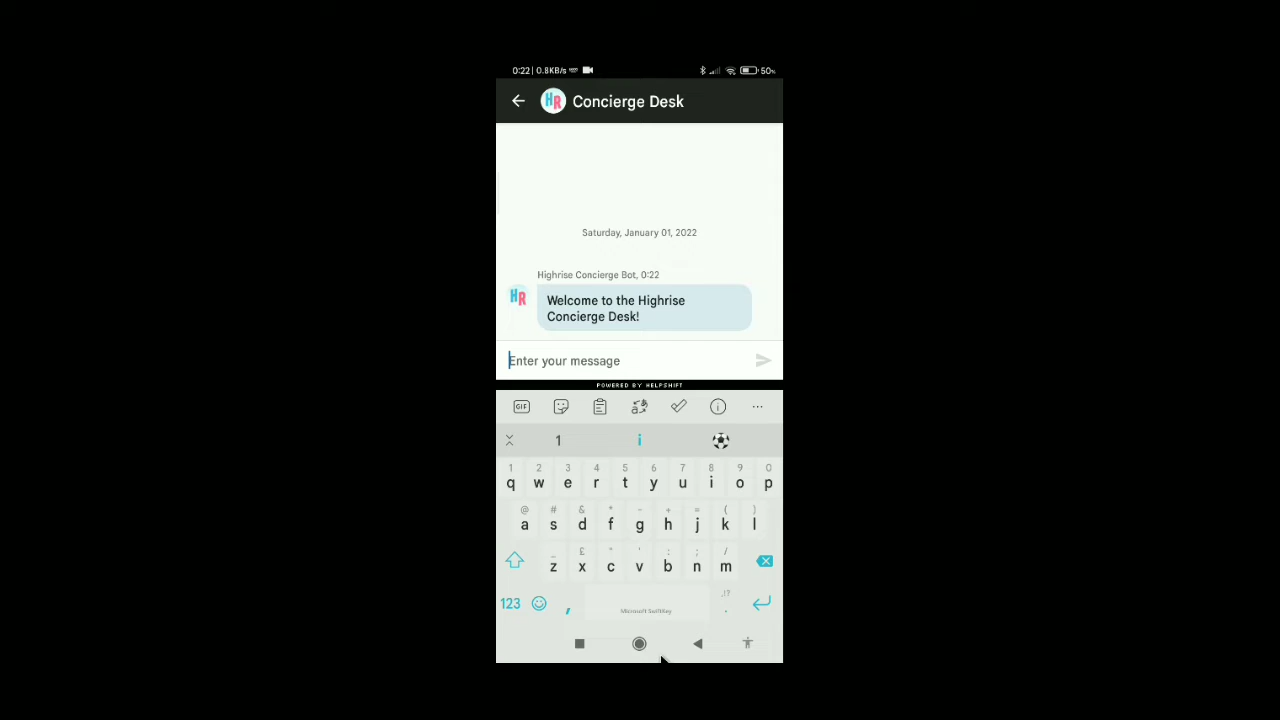 0:22 | 0.8KB/s
50%
HR Concierge Desk
Saturday, January 01, 2022
Highrise Concierge Bot, 0:22
HR
Welcome to the Highrise
Concierge Desk!
Enter your message
POWERED BY HELPSHIFT
GIF
1 i
1 2 3 4 5 6 7 8 9 0
q w e r t y u i o p
@ # & * - + = ( )
a s d f g h j k l
_ £ " ' : ; /
z x c v b n m
123 , Microsoft SwiftKey ,!? .